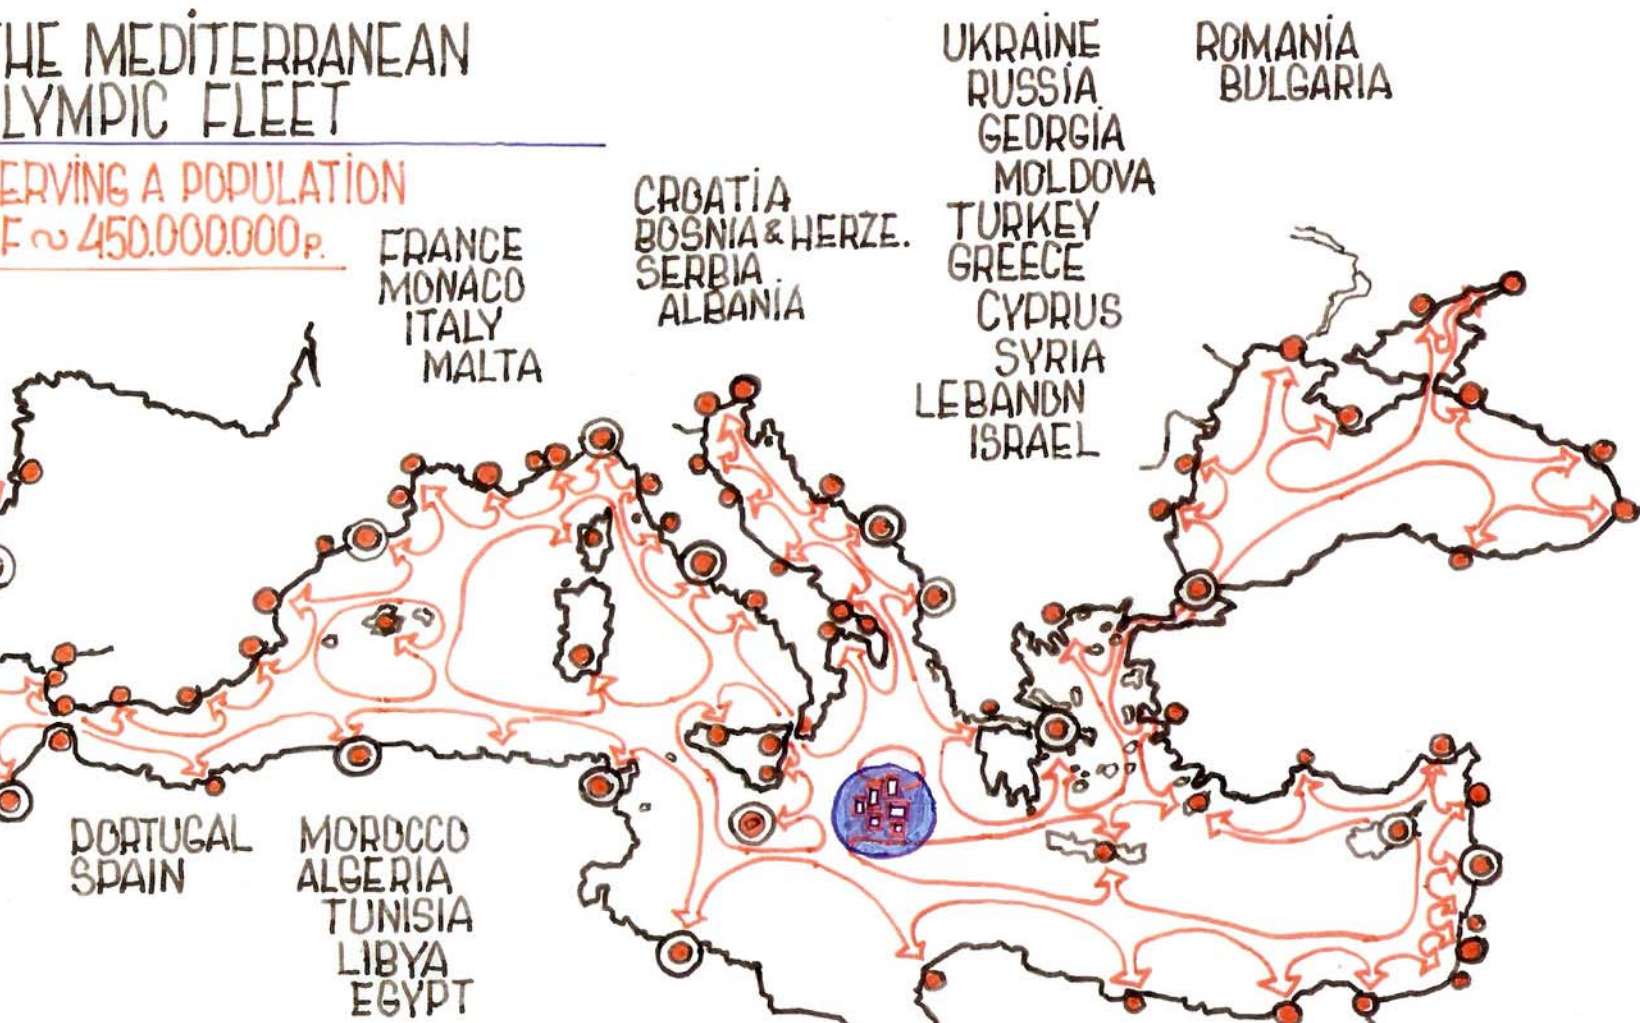 THE MEDITERRANEAN
LYMPIC FLEET
ERVING A POPULATION
F ~ 450.000.000 P.
FRANCE
MONACO
ITALY
MALTA
CROATIA
BOSNIA & HERZE.
SERBIA
ALBANIA
UKRAINE
RUSSIA
GEORGIA
MOLDOVA
TURKEY
GREECE
CYPRUS
SYRIA
LEBANON
ISRAEL
ROMANIA
BULGARIA
PORTUGAL
SPAIN
MOROCCO
ALGERIA
TUNISIA
LIBYA
EGYPT